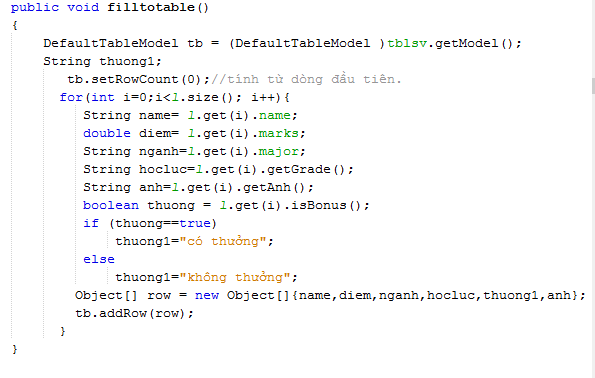 public void filltotable()
{
    DefaultTableModel tb = (DefaultTableModel )tblsv.getModel();
    String thuong1;
       tb.setRowCount(0);//tính từ dòng đầu tiên.
      for(int i=0;i<l.size(); i++){
         String name= l.get(i).name;
         double diem= l.get(i).marks;
         String nganh=l.get(i).major;
         String hocluc=l.get(i).getGrade();
         String anh=l.get(i).getAnh();
         boolean thuong = l.get(i).isBonus();
         if (thuong==true)
             thuong1="có thưởng";
         else
             thuong1="không thưởng";
        Object[] row = new Object[]{name,diem,nganh,hocluc,thuong1,anh};
        tb.addRow(row);
      }
}